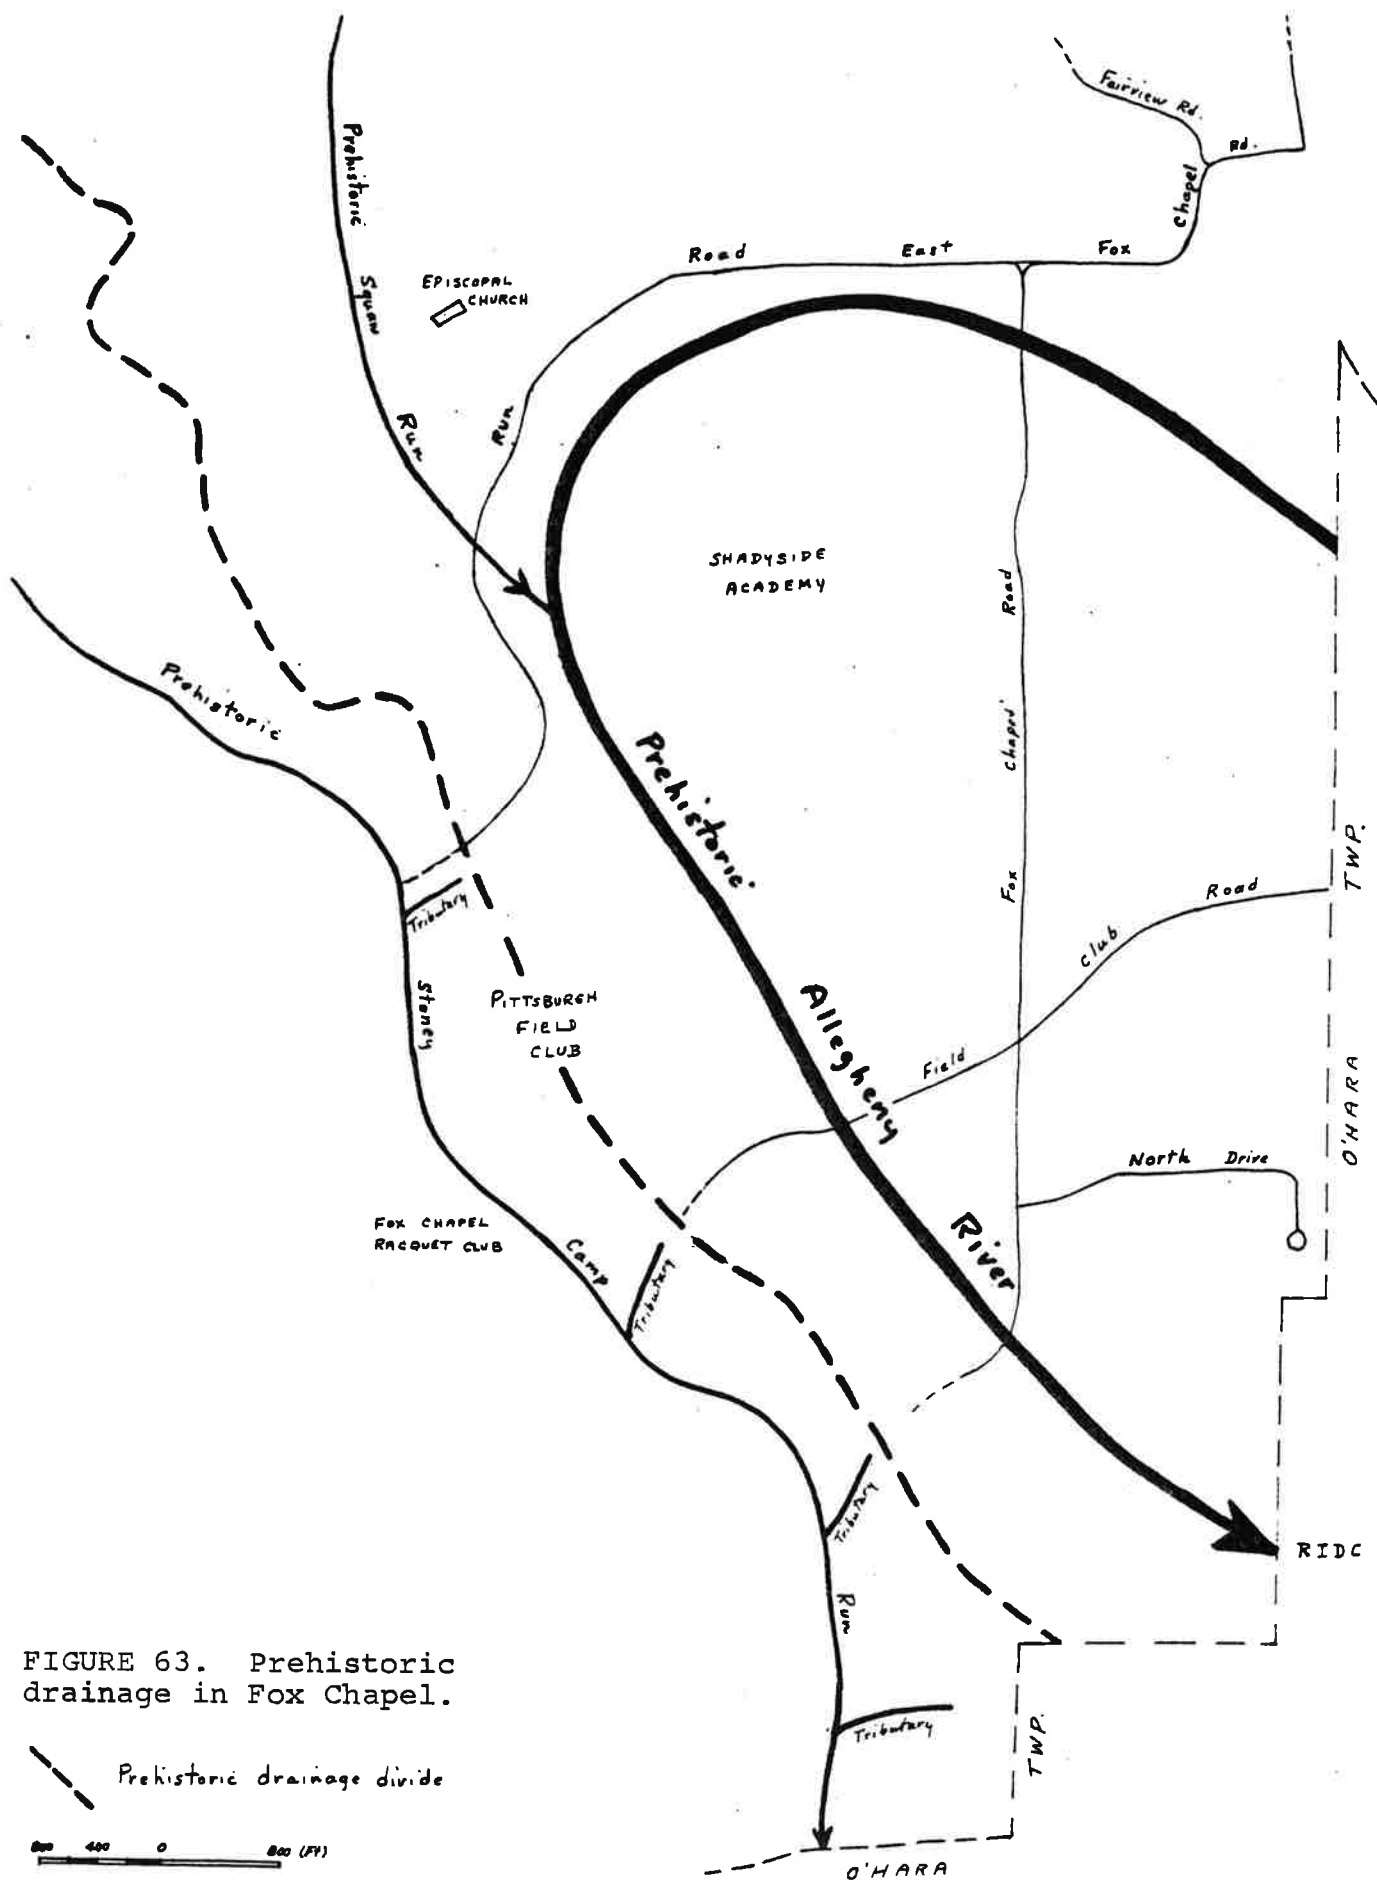 Fairview Rd.
Rd.
Chapel
Prehistoric
Road East Fox
Squaw
EPISCOPAL
CHURCH
Run
Run
SHADYSIDE
ACADEMY
Road
Prehistoric
Chapel
Prehistoric
TWP.
Fox
Road
Tributary
Club
Stoney
PITTSBURGH
FIELD
CLUB
Allegheny
Field
O'HARA
North Drive
FOX CHAPEL
RACQUET CLUB
Camp
River
Tributary
Tributary
RIDC
Run
FIGURE 63. Prehistoric
drainage in Fox Chapel.
Tributary
TWP.
Prehistoric drainage divide
800 400 0 800 (FT)
O'HARA